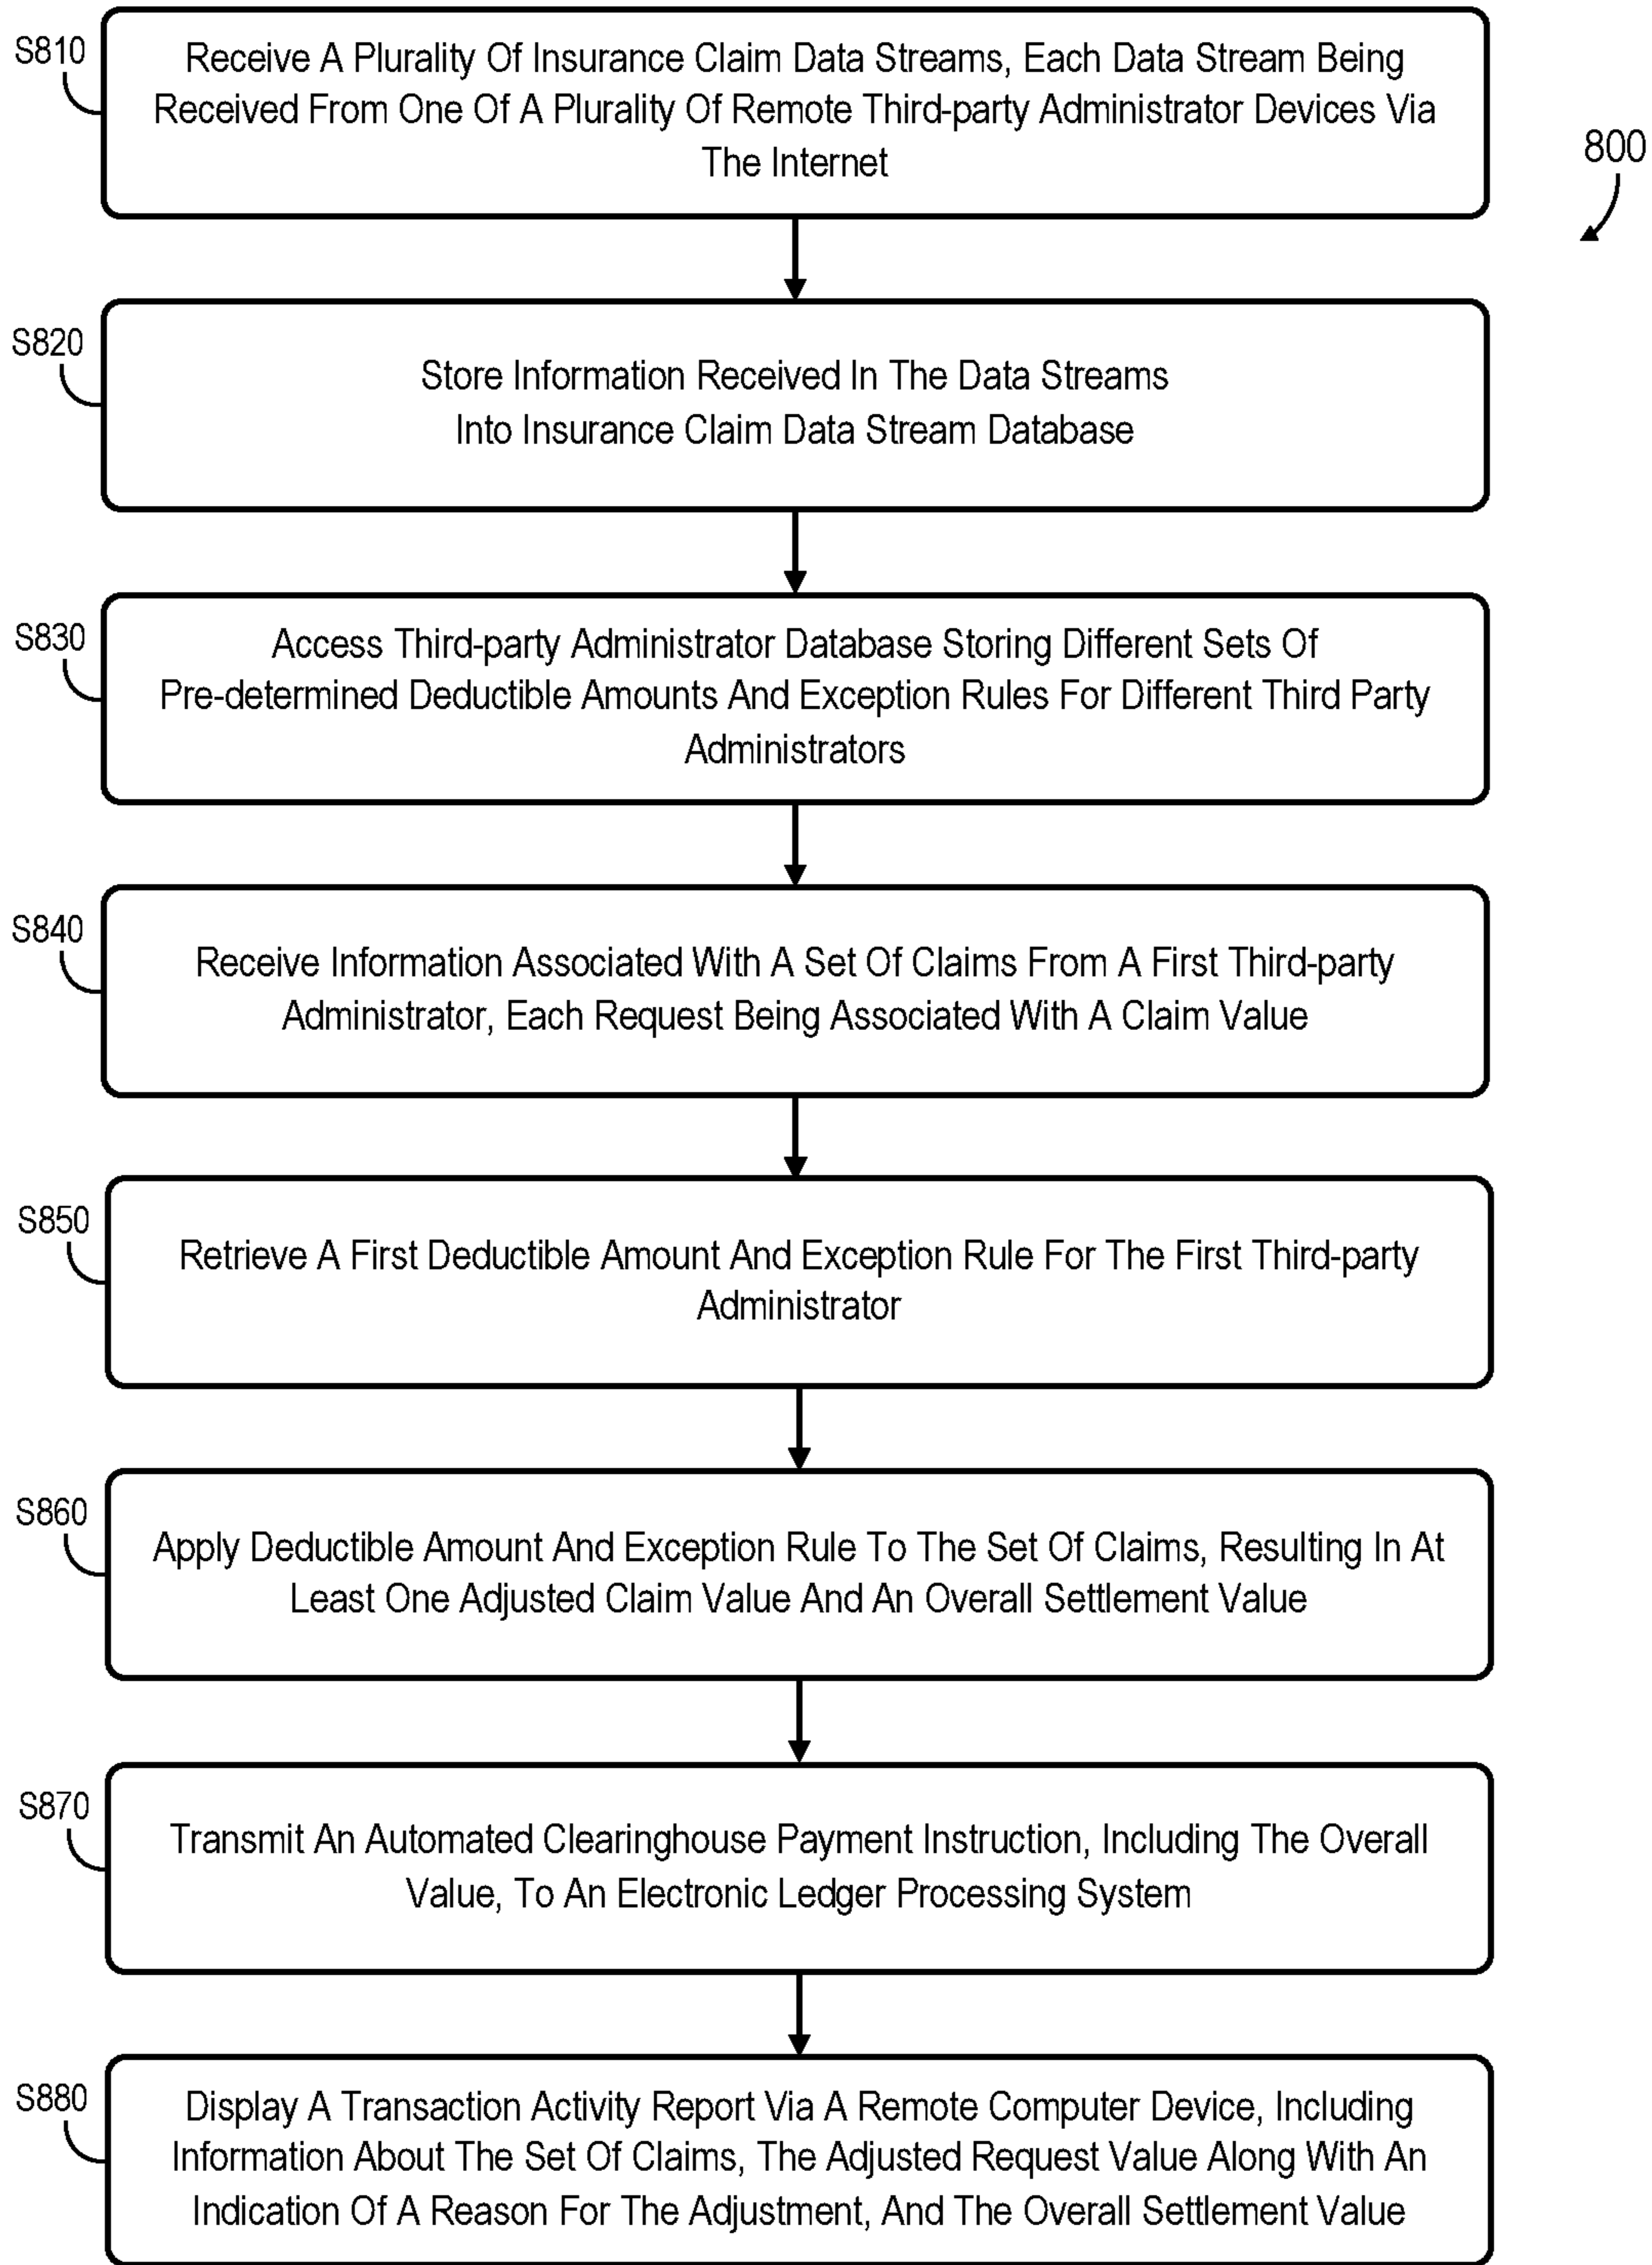 S810
Receive A Plurality Of Insurance Claim Data Streams, Each Data Stream Being
Received From One Of A Plurality Of Remote Third-party Administrator Devices Via
The Internet
800
S820
Store Information Received In The Data Streams
Into Insurance Claim Data Stream Database
S830
Access Third-party Administrator Database Storing Different Sets Of
Pre-determined Deductible Amounts And Exception Rules For Different Third Party
Administrators
S840
Receive Information Associated With A Set Of Claims From A First Third-party
Administrator, Each Request Being Associated With A Claim Value
S850
Retrieve A First Deductible Amount And Exception Rule For The First Third-party
Administrator
S860
Apply Deductible Amount And Exception Rule To The Set Of Claims, Resulting In At
Least One Adjusted Claim Value And An Overall Settlement Value
S870
Transmit An Automated Clearinghouse Payment Instruction, Including The Overall
Value, To An Electronic Ledger Processing System
S880
Display A Transaction Activity Report Via A Remote Computer Device, Including
Information About The Set Of Claims, The Adjusted Request Value Along With An
Indication Of A Reason For The Adjustment, And The Overall Settlement Value